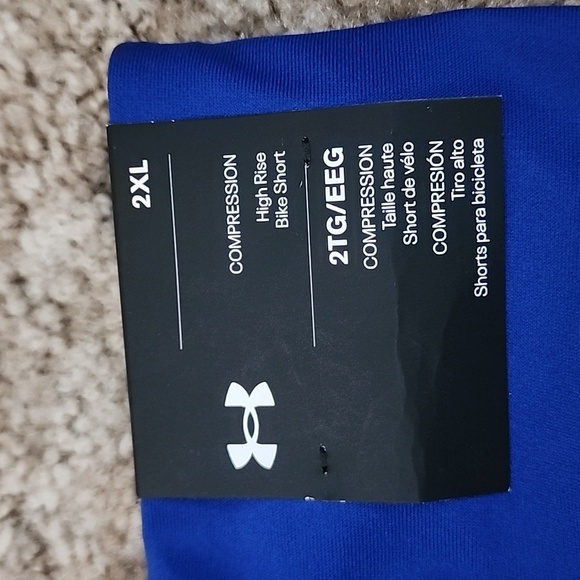 2XL
COMPRESSION
High Rise
Bike Short
2TG/EEG
COMPRESSION
Taille haute
Short de vélo
COMPRESIÓN
Tiro alto
Shorts para bicicleta